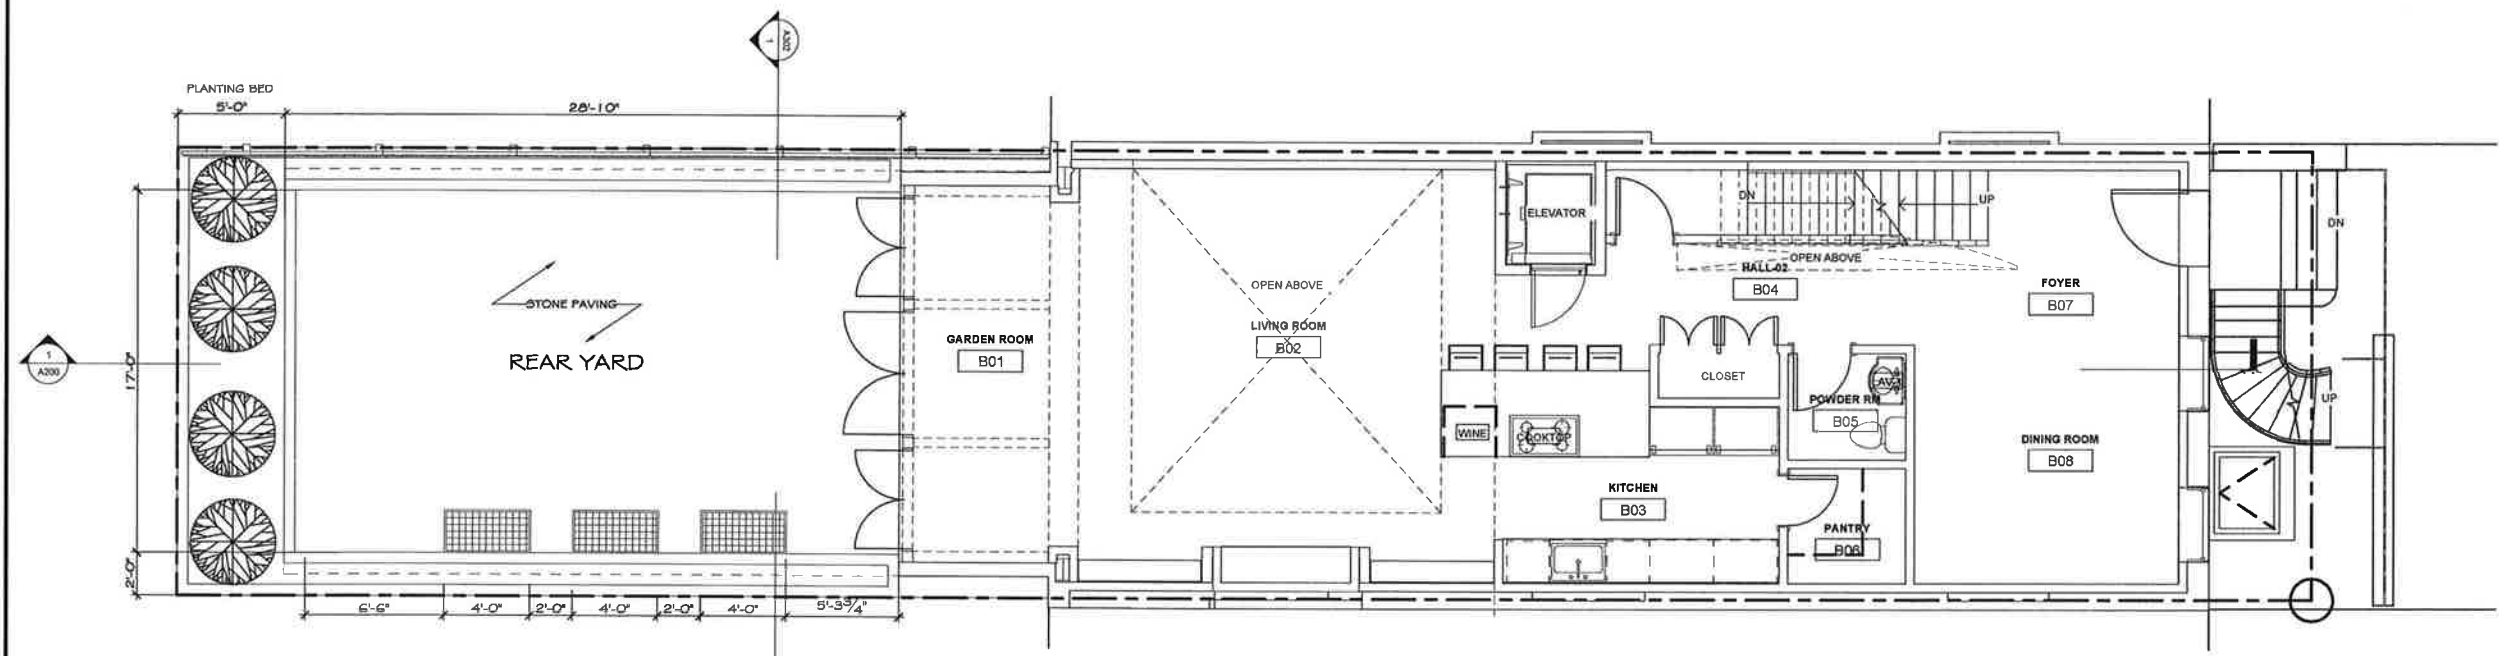 1
A302
PLANTING BED
5'-0"
28'-10"
DN
UP
ELEVATOR
DN
OPEN ABOVE
HALL-02
B04
FOYER
B07
OPEN ABOVE
STONE PAVING
LIVING ROOM
B02
GARDEN ROOM
B01
REAR YARD
1
A200
17'-0"
CLOSET
POWDER RM
B05
UP
WINE
COOKTOP
DINING ROOM
B08
KITCHEN
B03
PANTRY
B06
2'-0"
6'-6"
4'-0"
2'-0"
4'-0"
2'-0"
4'-0"
5'-3 3/4"